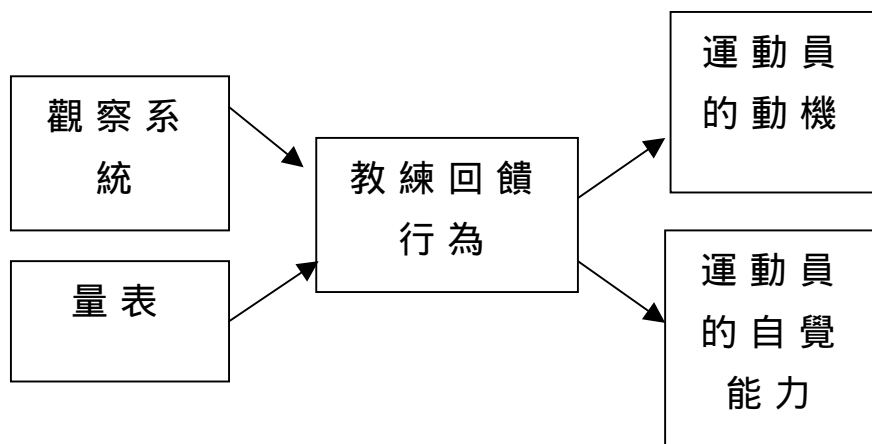 觀察系
統
量表
教練回饋
行為
運動員
的動機
運動員
的自覺
能力